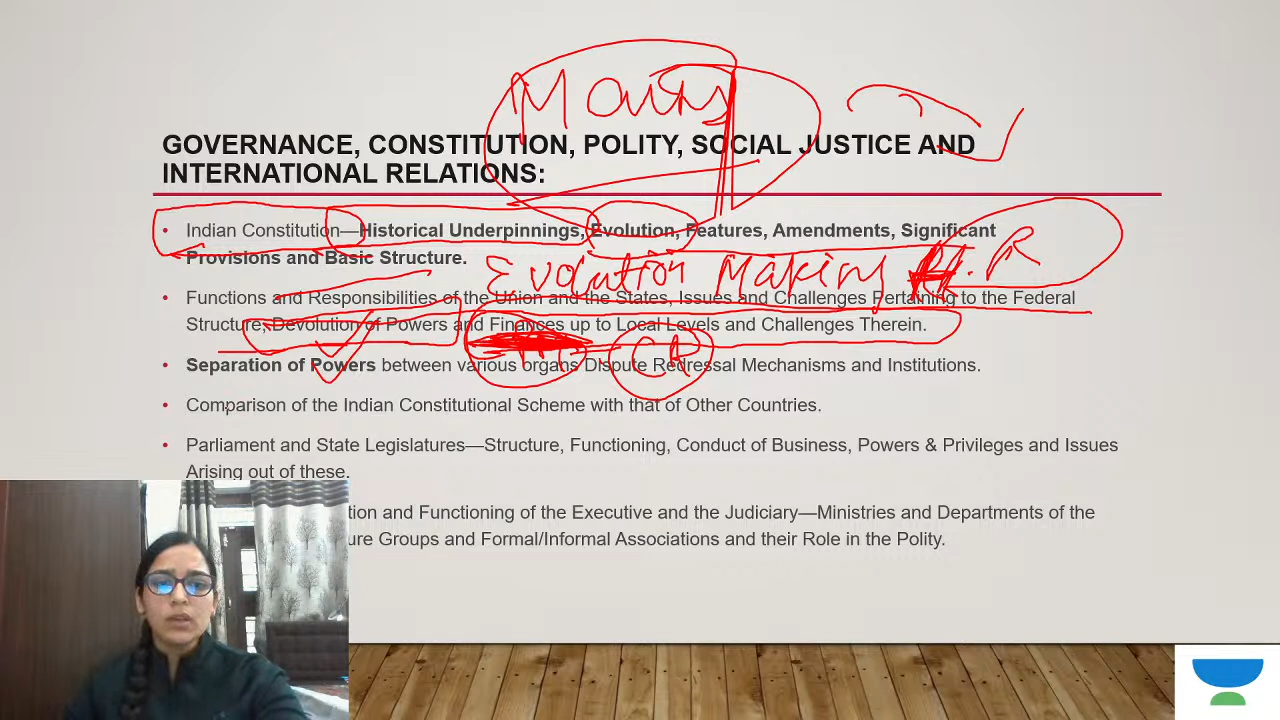 Mains
GOVERNANCE, CONSTITUTION, POLITY, SOCIAL JUSTICE AND
INTERNATIONAL RELATIONS:
• Indian Constitution—Historical Underpinnings, Evolution, Features, Amendments, Significant
Provisions and Basic Structure.
Evolution Making H.R
• Functions and Responsibilities of the Union and the States, Issues and Challenges Pertaining to the Federal
Structure, Devolution of Powers and Finances up to Local Levels and Challenges Therein.
CA
• Separation of Powers between various organs Dispute Redressal Mechanisms and Institutions.
• Comparison of the Indian Constitutional Scheme with that of Other Countries.
• Parliament and State Legislatures—Structure, Functioning, Conduct of Business, Powers & Privileges and Issues
Arising out of these.
tion and Functioning of the Executive and the Judiciary—Ministries and Departments of the
ure Groups and Formal/Informal Associations and their Role in the Polity.